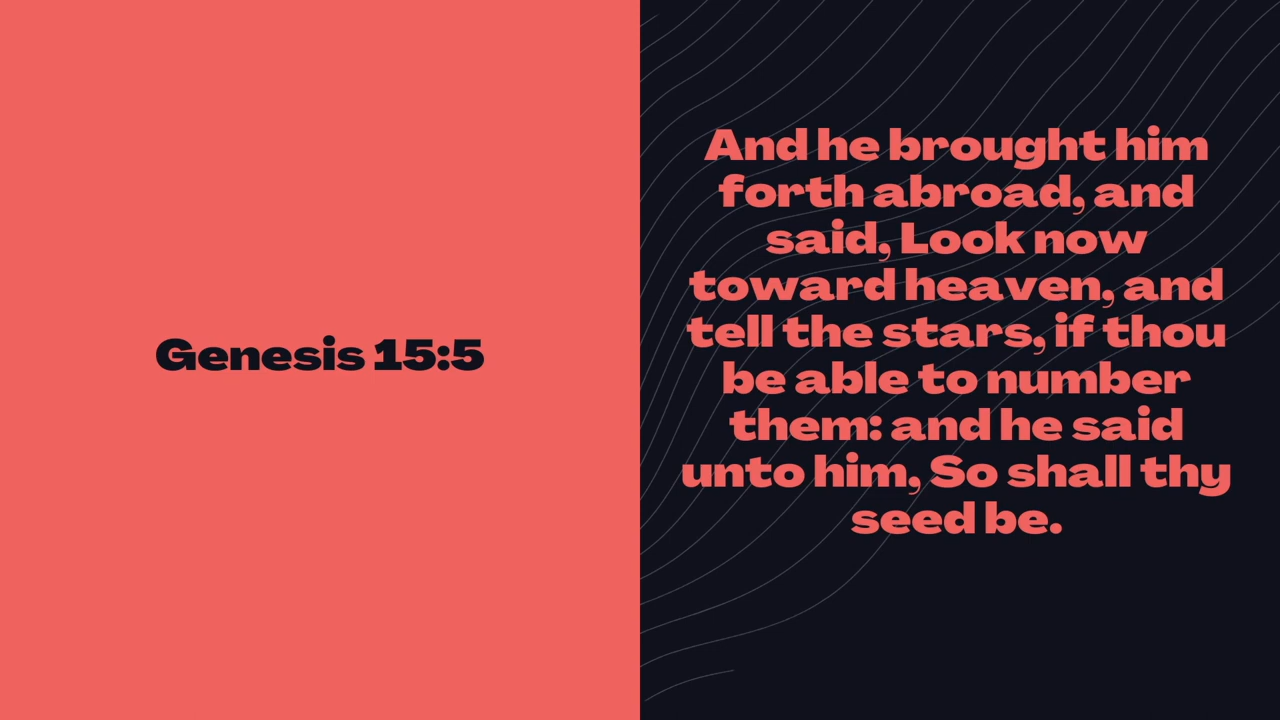 Genesis 15:5
And he brought him
forth abroad, and
said, Look now
toward heaven, and
tell the stars, if thou
be able to number
them: and he said
unto him, So shall thy
seed be.